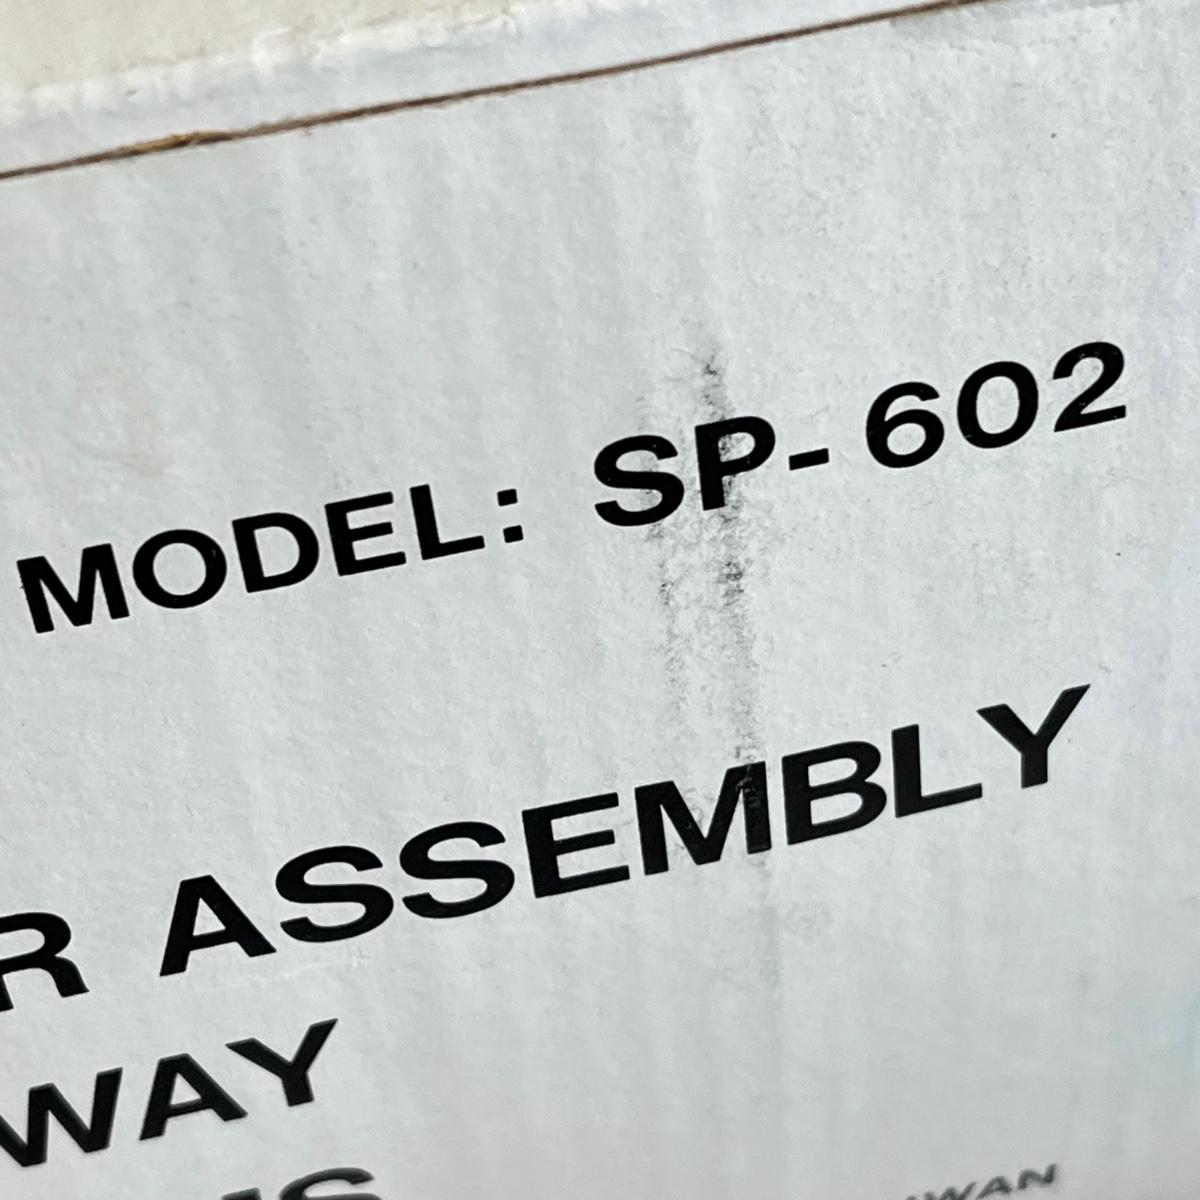 MODEL: SP-602
R ASSEMBLY
WAY